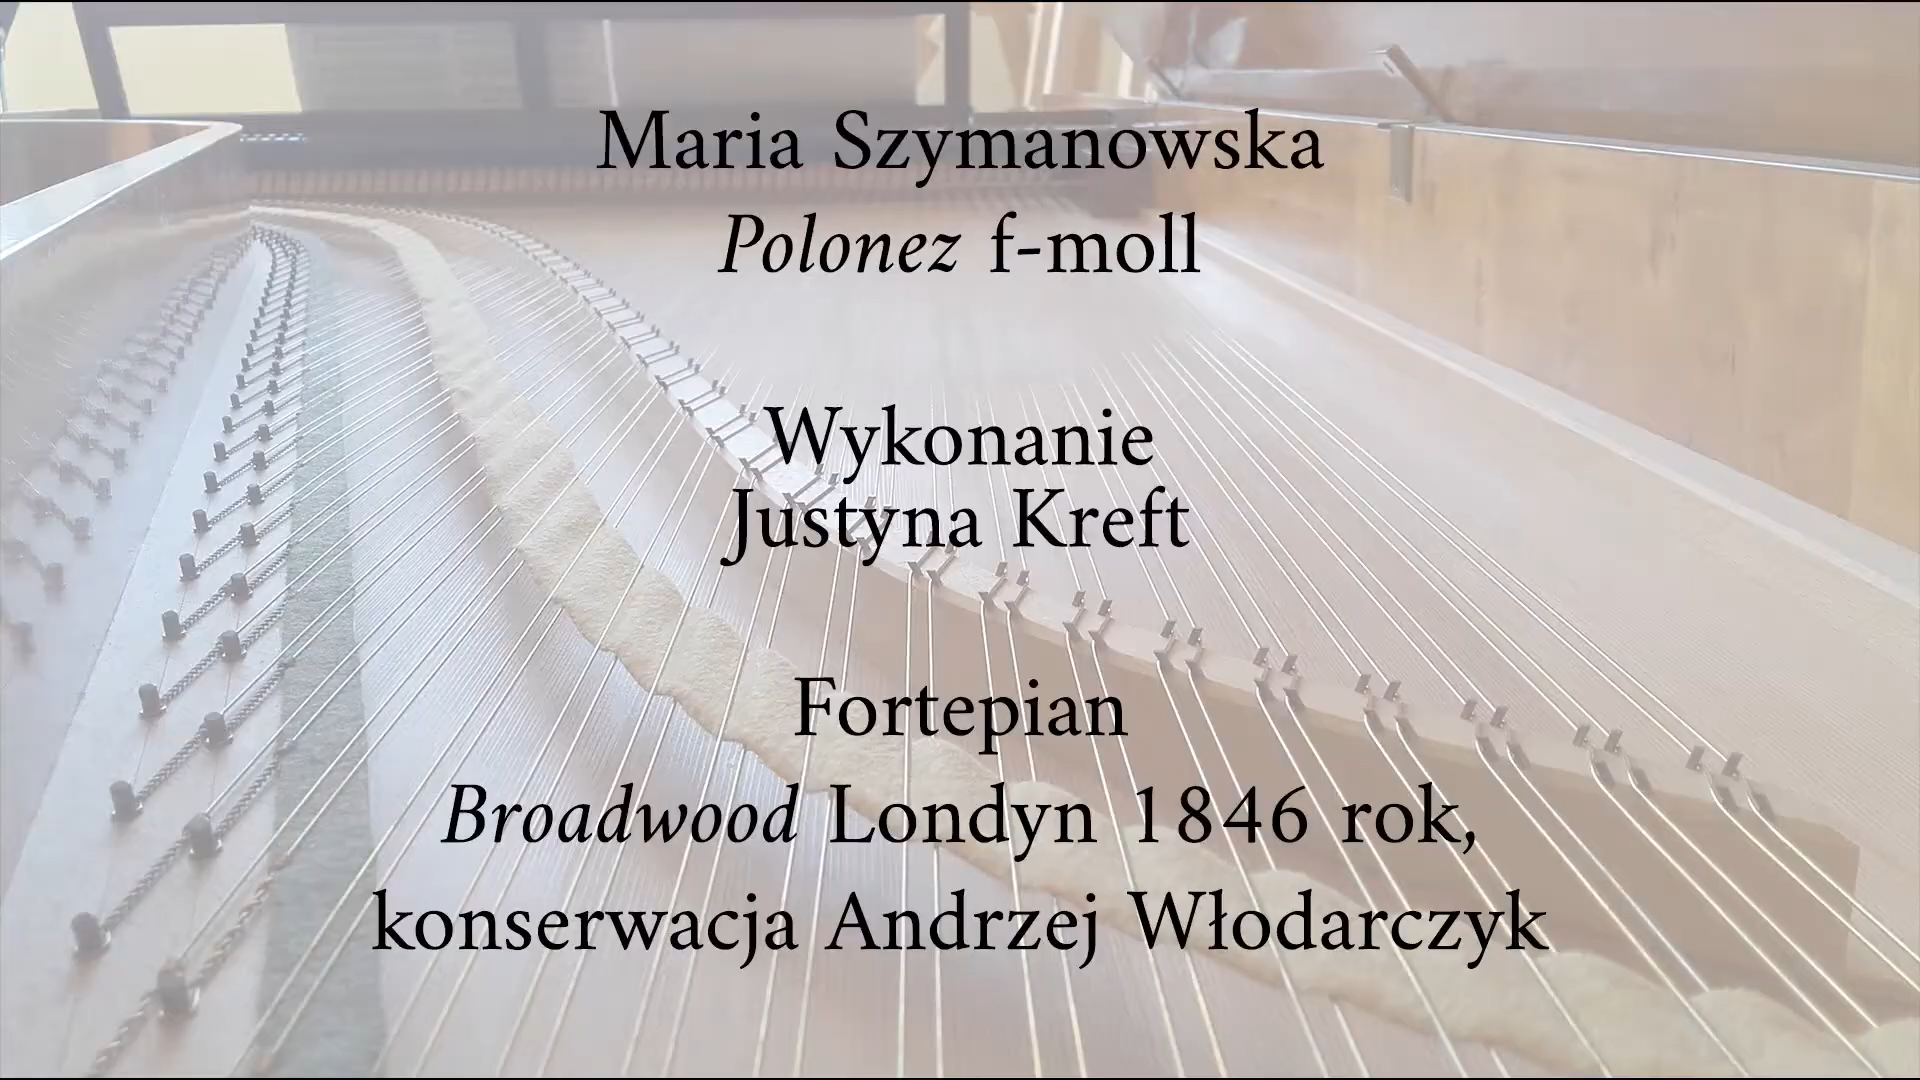 Maria Szymanowska
Polonez f-moll
Wykonanie
Justyna Kreft
Fortepian
Broadwood Londyn 1846 rok,
konserwacja Andrzej Włodarczyk